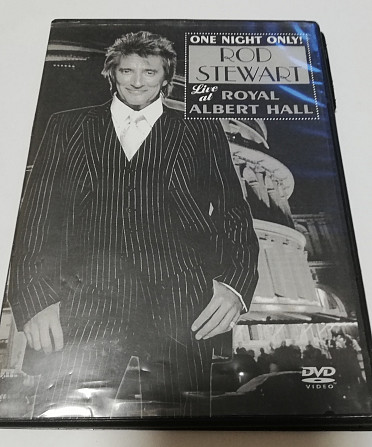 ONE NIGHT ONLY!
ROD
STEWART
Live at ROYAL
ALBERT HALL
DVD
VIDEO